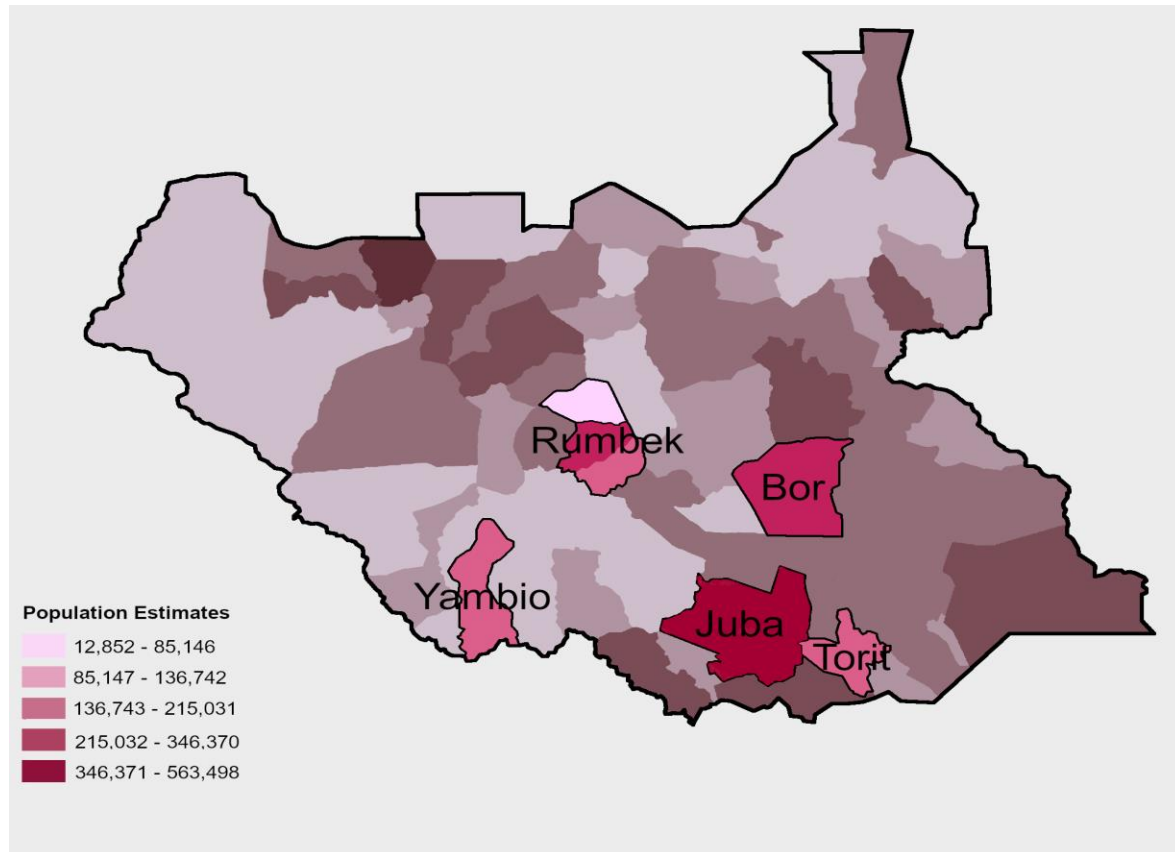 Rumbek
Bor
Yambio
Juba
Torit
Population Estimates
12,852 - 85,146
85,147 - 136,742
136,743 - 215,031
215,032 - 346,370
346,371 - 563,498